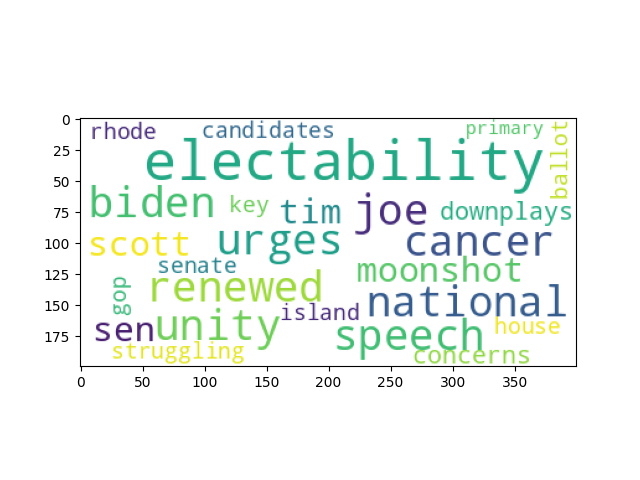 0
25
50
75
100
125
150
175
rhode candidates primary
electability
ballot
biden key tim joe downplays
scott urges cancer
senate moonshot
gop renewed national
island
sen unity speech house
struggling concerns
0 50 100 150 200 250 300 350